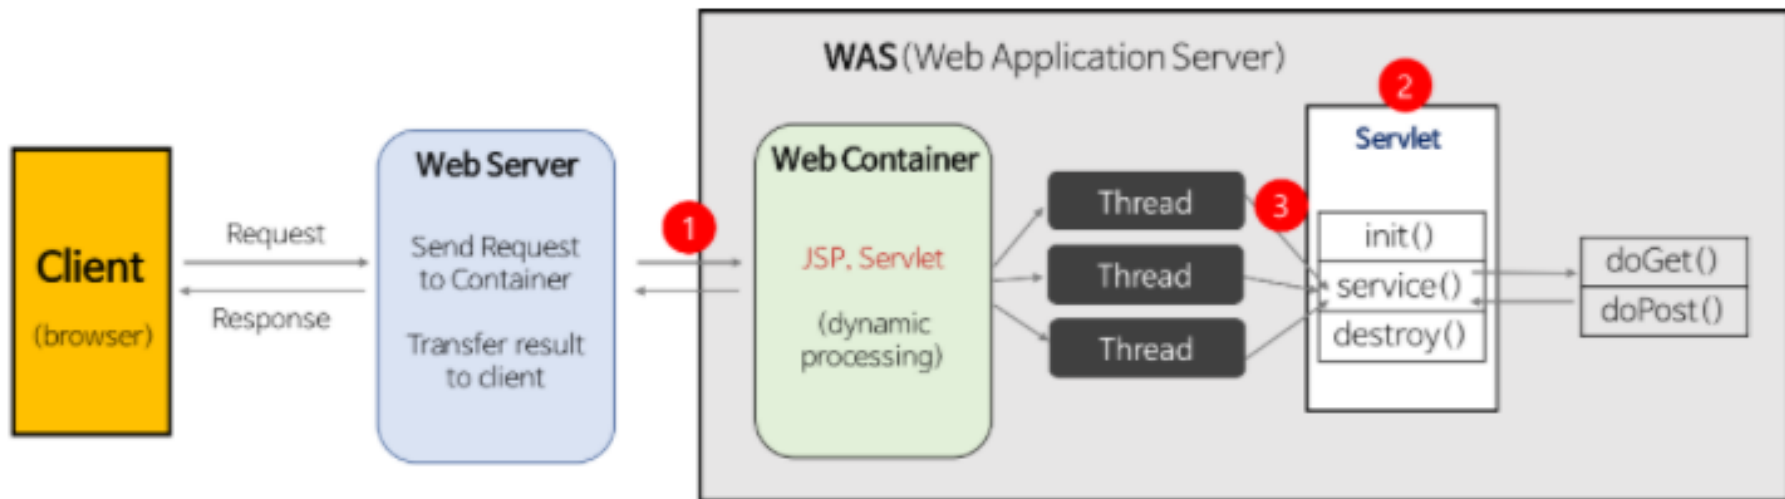 WAS (Web Application Server)
Client
(browser)
Request
Response
Web Server
Send Request
to Container
Transfer result
to client
1
Web Container
JSP, Servlet
(dynamic
processing)
Thread
Thread
Thread
3
2
Servlet
init()
service()
destroy()
doGet()
doPost()